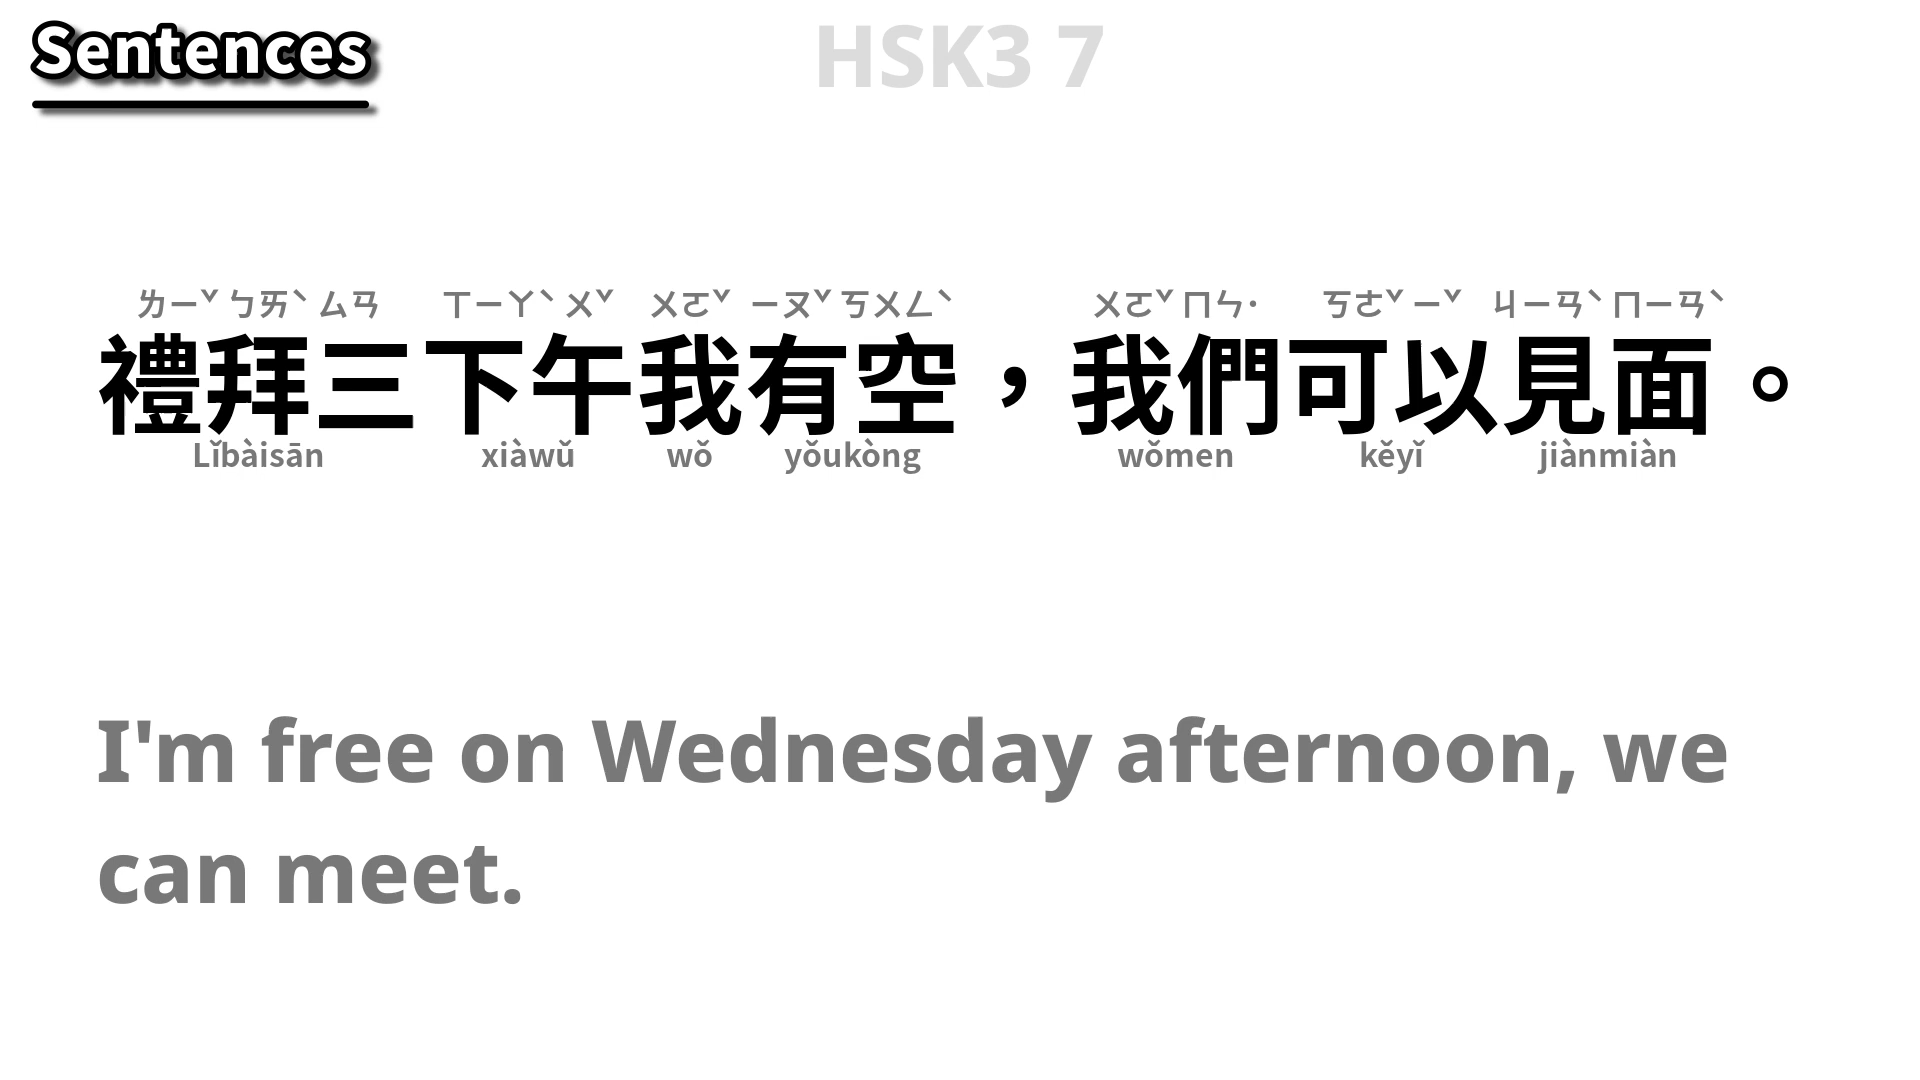 Sentences
HSK3 7
ㄌㄧˇ ㄅㄞˋ ㄙㄢ ㄒㄧㄚˋ ㄨˇ ㄨㄛˇ ㄧㄡˇ ㄎㄨㄥˋ ㄨㄛˇ ㄇㄣ· ㄎㄜˇ ㄧˇ ㄐㄧㄢˋ ㄇㄧㄢˋ
禮拜三下午我有空，我們可以見面。
Lǐbàisān xiàwǔ wǒ yǒukòng wǒmen kěyǐ jiànmiàn
I'm free on Wednesday afternoon, we
can meet.